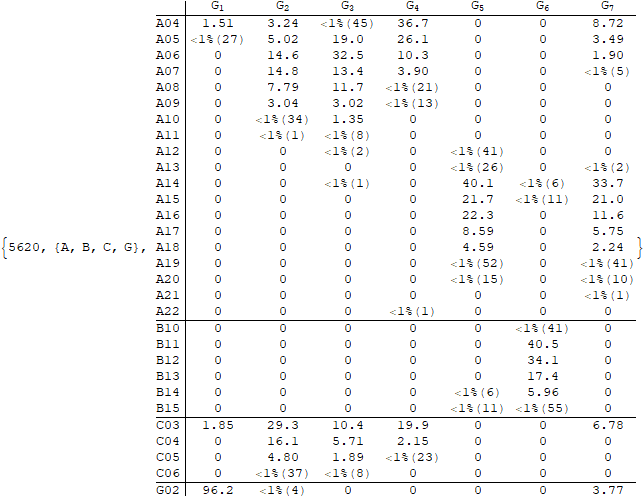 G1 G2 G3 G4 G5 G6 G7
A04 1.51 3.24 <1%(45) 36.7 0 0 8.72
A05 <1%(27) 5.02 19.0 26.1 0 0 3.49
A06 0 14.6 32.5 10.3 0 0 1.90
A07 0 14.8 13.4 3.90 0 0 <1%(5)
A08 0 7.79 11.7 <1%(21) 0 0 0
A09 0 3.04 3.02 <1%(13) 0 0 0
A10 0 <1%(34) 1.35 0 0 0 0
A11 0 <1%(1) <1%(8) 0 0 0 0
A12 0 0 <1%(2) 0 <1%(41) 0 0
A13 0 0 0 0 <1%(26) 0 <1%(2)
A14 0 0 <1%(1) 0 40.1 <1%(6) 33.7
A15 0 0 0 0 21.7 <1%(11) 21.0
A16 0 0 0 0 22.3 0 11.6
A17 0 0 0 0 8.59 0 5.75
{5620, {A, B, C, G}, A18 0 0 0 0 4.59 0 2.24 }
A19 0 0 0 0 <1%(52) 0 <1%(41)
A20 0 0 0 0 <1%(15) 0 <1%(10)
A21 0 0 0 0 0 0 <1%(1)
A22 0 0 0 <1%(1) 0 0 0
B10 0 0 0 0 0 <1%(41) 0
B11 0 0 0 0 0 40.5 0
B12 0 0 0 0 0 34.1 0
B13 0 0 0 0 0 17.4 0
B14 0 0 0 0 <1%(6) 5.96 0
B15 0 0 0 0 <1%(11) <1%(55) 0
C03 1.85 29.3 10.4 19.9 0 0 6.78
C04 0 16.1 5.71 2.15 0 0 0
C05 0 4.80 1.89 <1%(23) 0 0 0
C06 0 <1%(37) <1%(8) 0 0 0 0
G02 96.2 <1%(4) 0 0 0 0 3.77